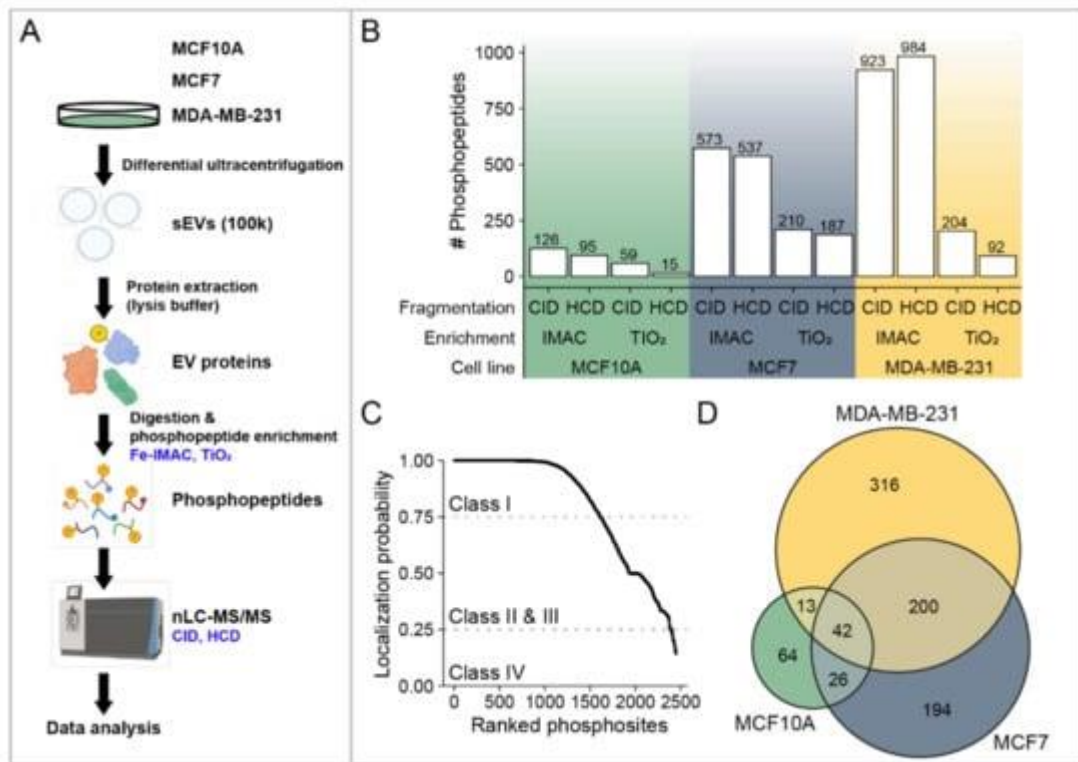 A
MCF10A
MCF7
MDA-MB-231
Differential ultracentrifugation
sEVs (100k)
Protein extraction
(lysis buffer)
EV proteins
Digestion &
phosphopeptide enrichment
Fe-IMAC, TiO₂
Phosphopeptides
nLC-MS/MS
CID, HCD
Data analysis
B
# Phosphopeptides
1000
750
500
250
0
126
95
59
15
573
537
210
187
923
984
204
92
Fragmentation CID HCD CID HCD CID HCD CID HCD CID HCD CID HCD
Enrichment IMAC TiO₂ IMAC TiO₂ IMAC TiO₂
Cell line MCF10A MCF7 MDA-MB-231
C
Localization probability
1.00
0.75
0.50
0.25
0.00
Class I
Class II & III
Class IV
0 500 1000 1500 2000 2500
Ranked phosphosites
D
MDA-MB-231
316
13
200
42
64
26
194
MCF10A
MCF7